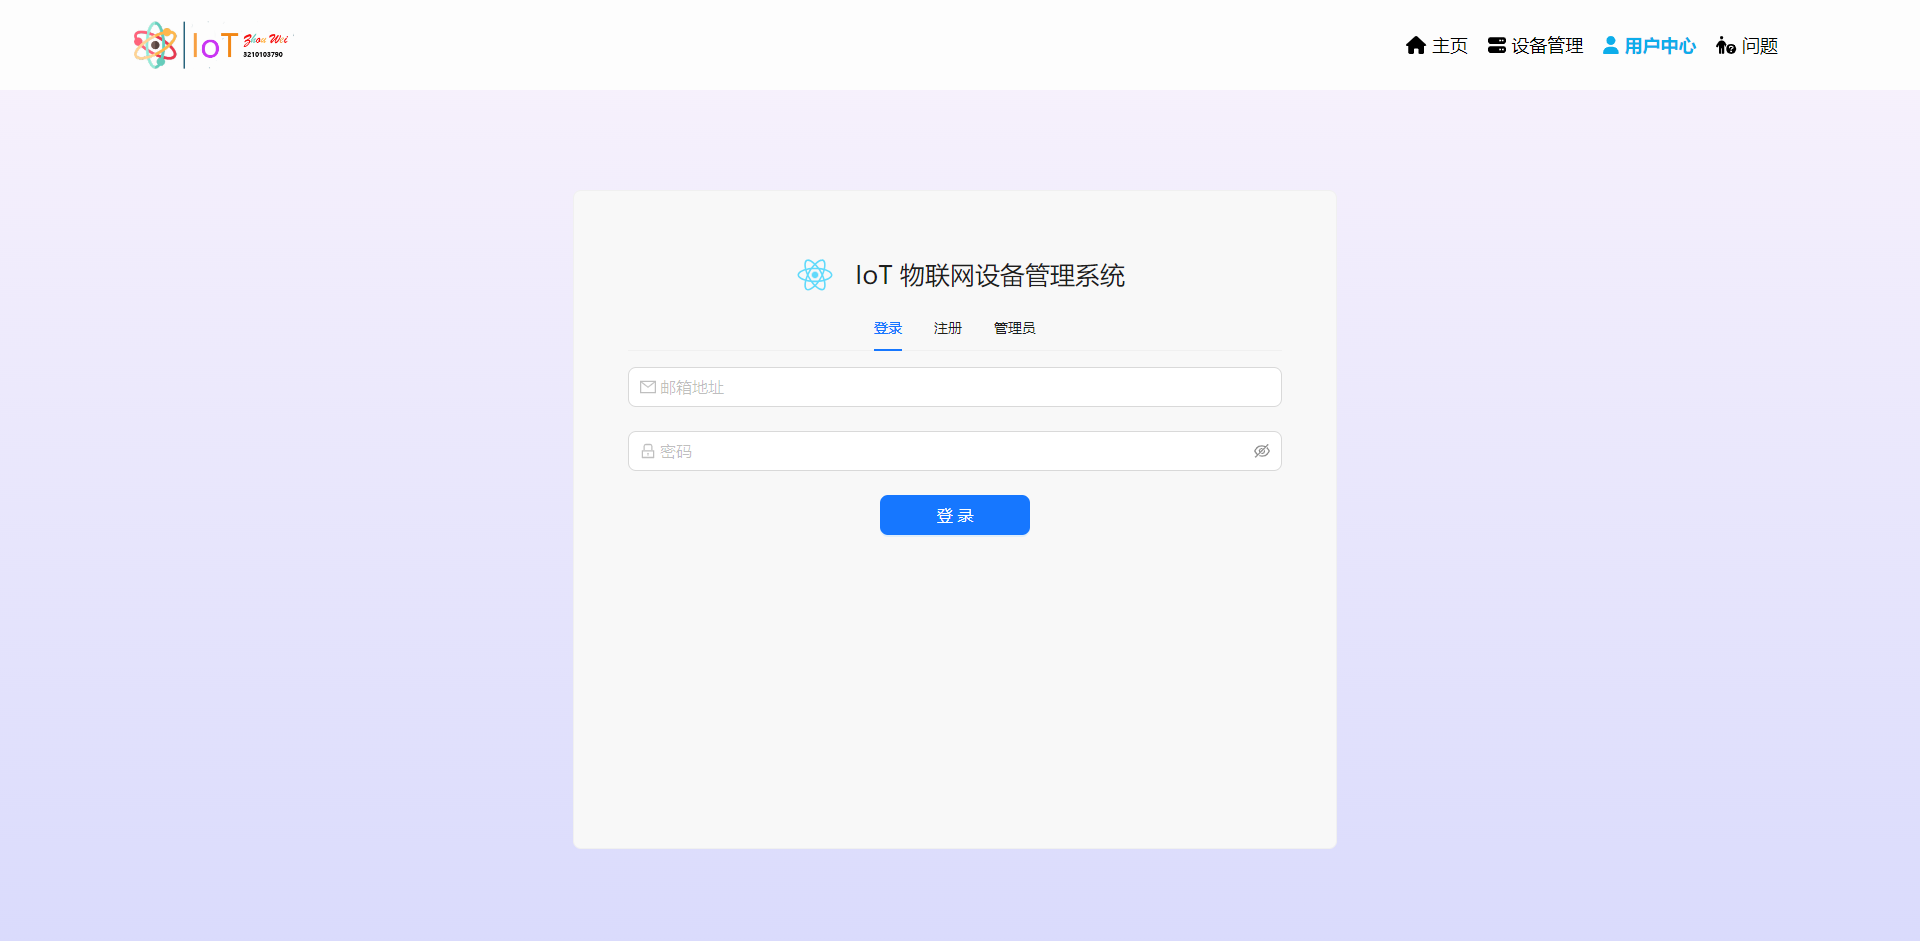 IoT Zhou Wei
3210103790
主页 设备管理 用户中心 问题
IoT 物联网设备管理系统
登录 注册 管理员
邮箱地址
密码
登 录